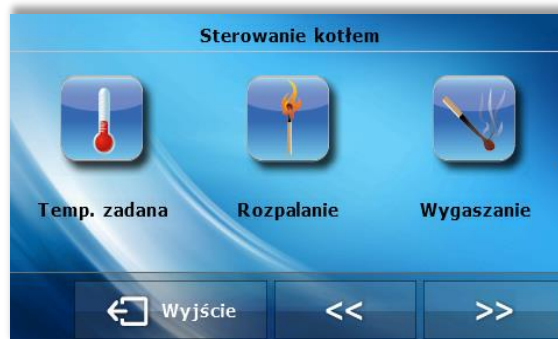 Sterowanie kotłem
Temp. zadana Rozpalanie Wygaszanie
Wyjście << >>